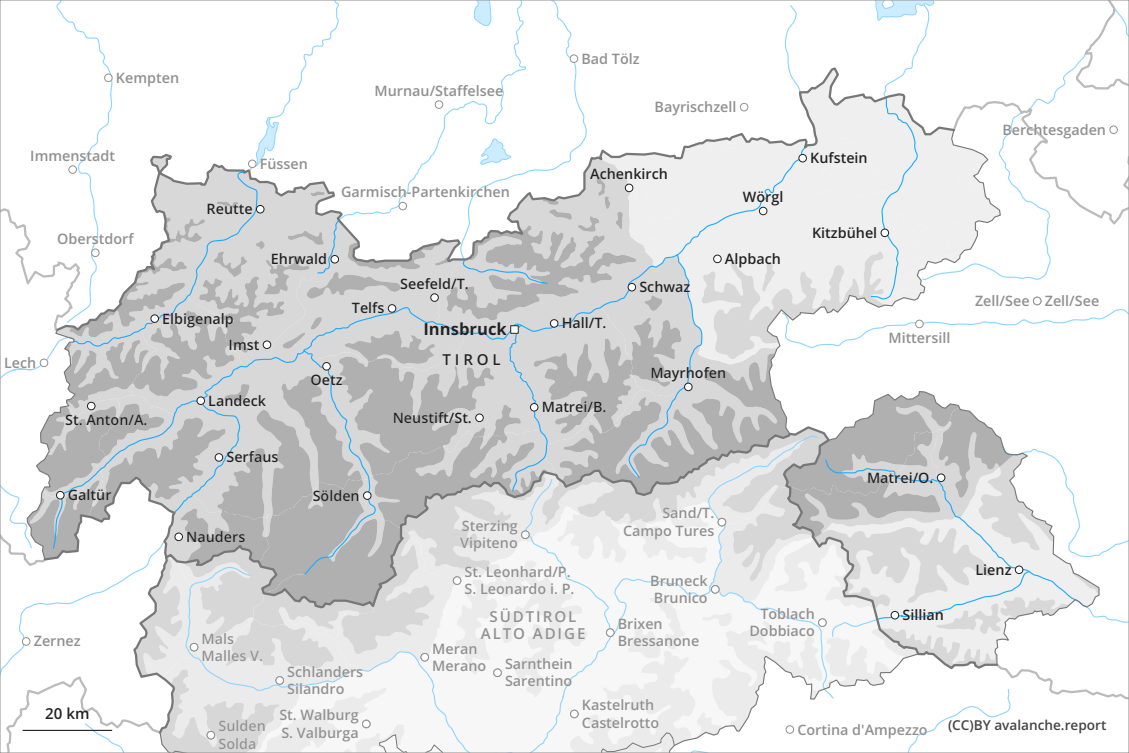 Kempten
Bad Tölz
Murnau/Staffelsee
Bayrischzell
Berchtesgaden
Immenstadt
Füssen
Kufstein
Achenkirch
Garmisch-Partenkirchen
Wörgl
Reutte
Kitzbühel
Oberstdorf
Ehrwald
Alpbach
Seefeld/T.
Schwaz
Zell/See
Zell/See
Telfs
Elbigenalp
Innsbruck
Hall/T.
Mittersill
Imst
TIROL
Lech
Oetz
Mayrhofen
Landeck
St. Anton/A.
Neustift/St.
Matrei/B.
Serfaus
Matrei/O.
Galtür
Sölden
Sand/T.
Campo Tures
Sterzing
Vipiteno
Nauders
Lienz
St. Leonhard/P.
S. Leonardo i. P.
Bruneck
Brunico
SÜDTIROL
ALTO ADIGE
Toblach
Dobbiaco
Sillian
Brixen
Bressanone
Zernez
Mals
Malles V.
Meran
Merano
Sarnthein
Sarentino
Schlanders
Silandro
Kastelruth
Castelrotto
St. Walburg
S. Valburga
20 km
Sulden
Solda
Cortina d'Ampezzo
(CC)BY avalanche.report